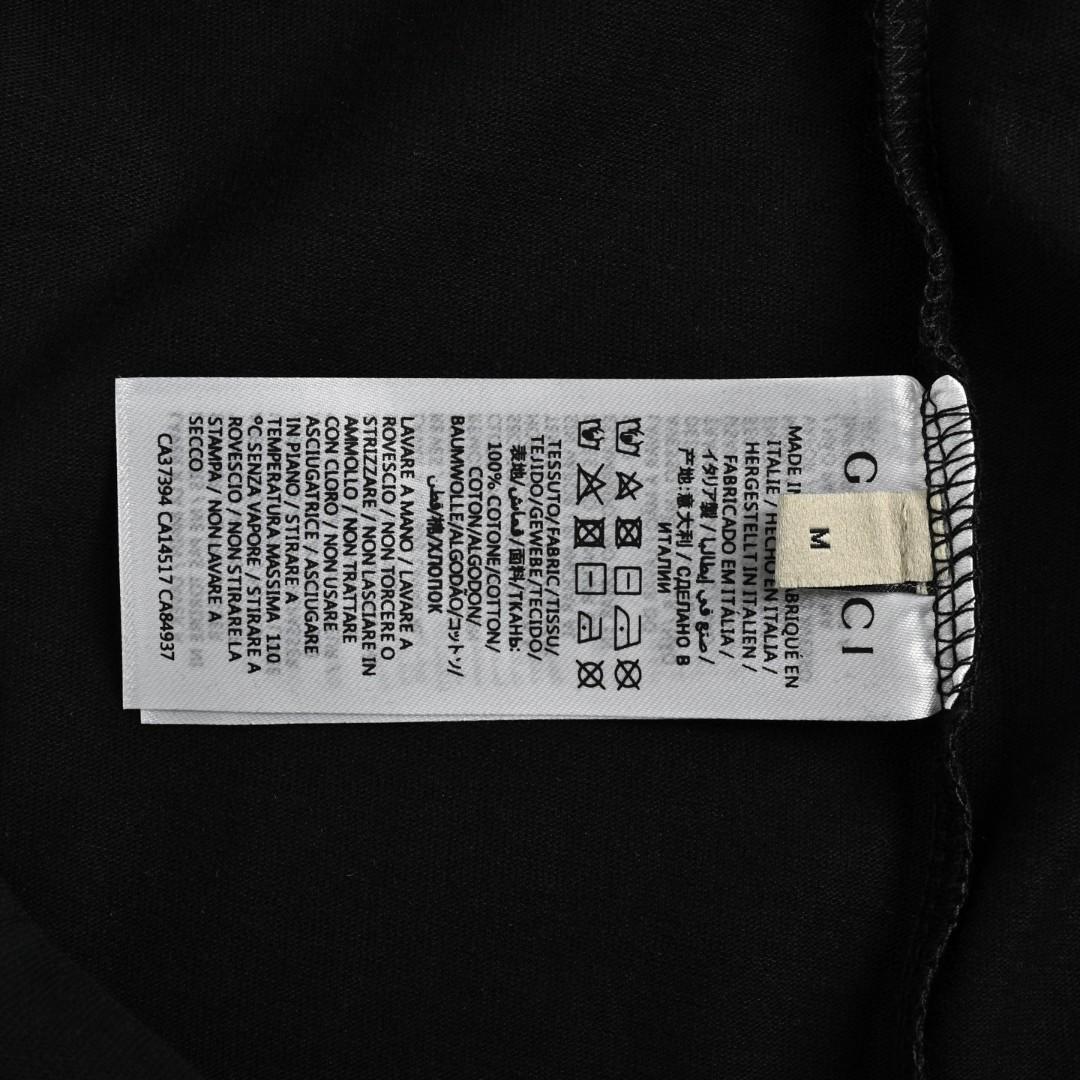 G CCI
M
MADE IN ABRIQUÉ EN
ITALIE / HECHO EN ITALIA /
HERGESTELLT IN ITALIEN /
FABRICADO EM ITÁLIA /
イタリア製 / صنع في إيطاليا /
产地:意大利 / СДЕЛАНО В
ИТАЛИИ
TESSUTO/FABRIC/TISSU/
TEJIDO/GEWEBE/TECIDO/
表地/قماش/面料/ТКАНЬ:
100% COTONE/COTTON/
COTON/ALGODON/
BAUMWOLLE/ALGODÃO/コットン/
قطن/棉/ХЛОПОК
LAVARE A MANO / LAVARE A
ROVESCIO / NON TORCERE O
STRIZZARE / NON LASCIARE IN
AMMOLLO / NON TRATTARE
CON CLORO / NON USARE
ASCIUGATRICE / ASCIUGARE
IN PIANO / STIRARE A
TEMPERATURA MASSIMA 110
°C SENZA VAPORE / STIRARE A
ROVESCIO / NON STIRARE LA
STAMPA / NON LAVARE A
SECCO
CA37394 CA14517 CA84937